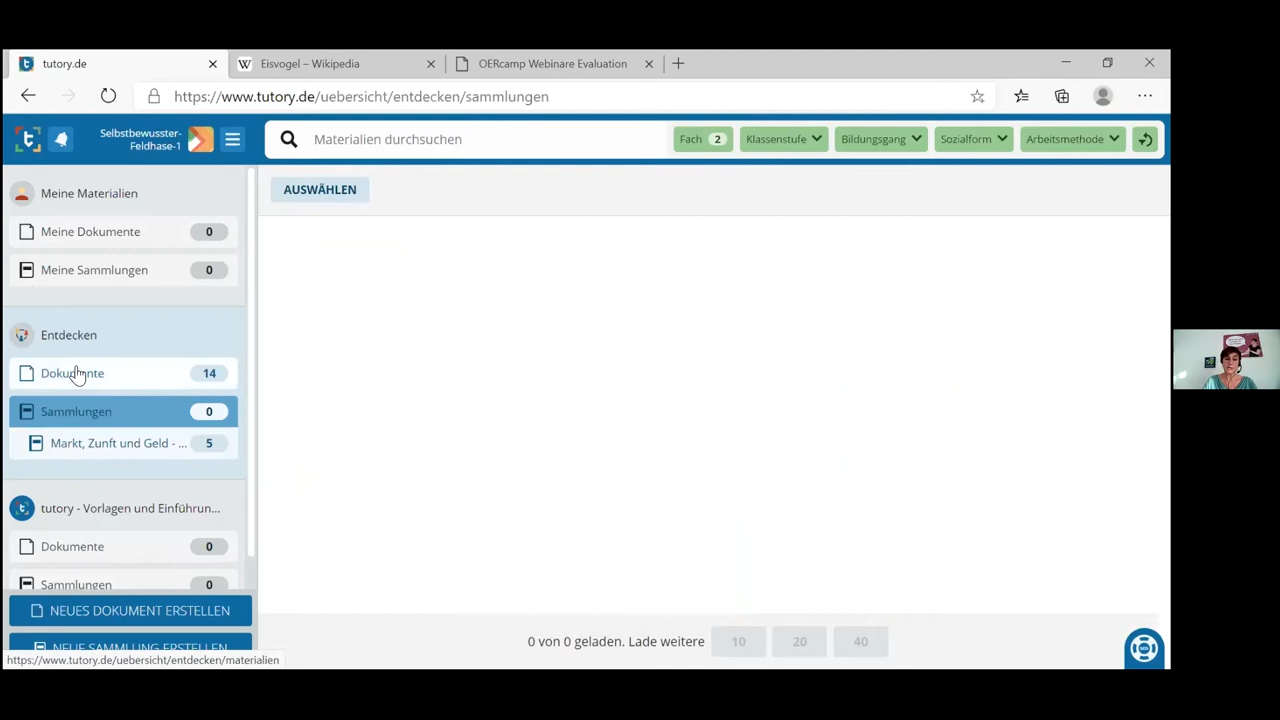 tutory.de
Eisvogel – Wikipedia
OERcamp Webinare Evaluation
https://www.tutory.de/uebersicht/entdecken/sammlungen
Selbstbewusster-
Feldhase-1
Materialien durchsuchen
Fach 2
Klassenstufe
Bildungsgang
Sozialform
Arbeitsmethode
AUSWÄHLEN
Meine Materialien
Meine Dokumente 0
Meine Sammlungen 0
Entdecken
Dokumente 14
Sammlungen 0
Markt, Zunft und Geld - ... 5
tutory - Vorlagen und Einführun...
Dokumente 0
Sammlungen 0
NEUES DOKUMENT ERSTELLEN
NEUE SAMMLUNG ERSTELLEN
https://www.tutory.de/uebersicht/entdecken/materialien
0 von 0 geladen. Lade weitere 10 20 40